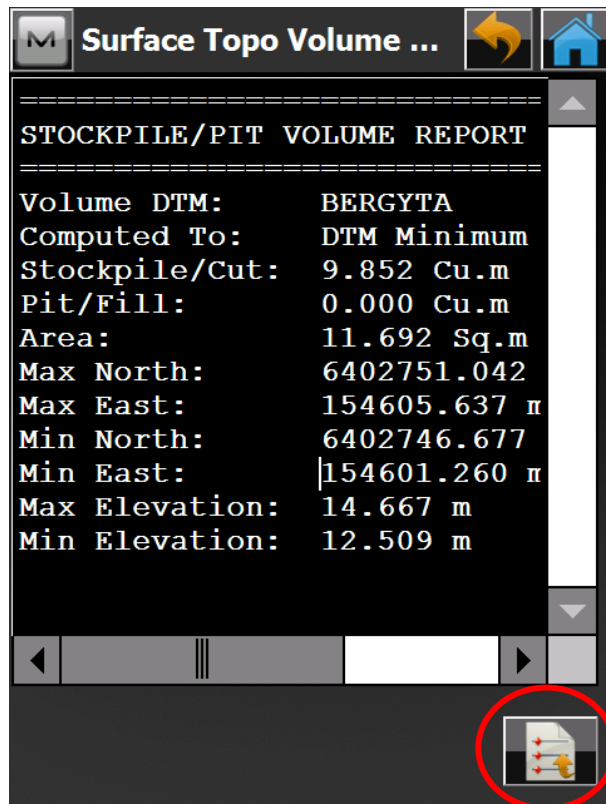 M Surface Topo Volume ...
============================
STOCKPILE/PIT VOLUME REPORT
============================
Volume DTM: BERGYTA
Computed To: DTM Minimum
Stockpile/Cut: 9.852 Cu.m
Pit/Fill: 0.000 Cu.m
Area: 11.692 Sq.m
Max North: 6402751.042
Max East: 154605.637 m
Min North: 6402746.677
Min East: 154601.260 m
Max Elevation: 14.667 m
Min Elevation: 12.509 m